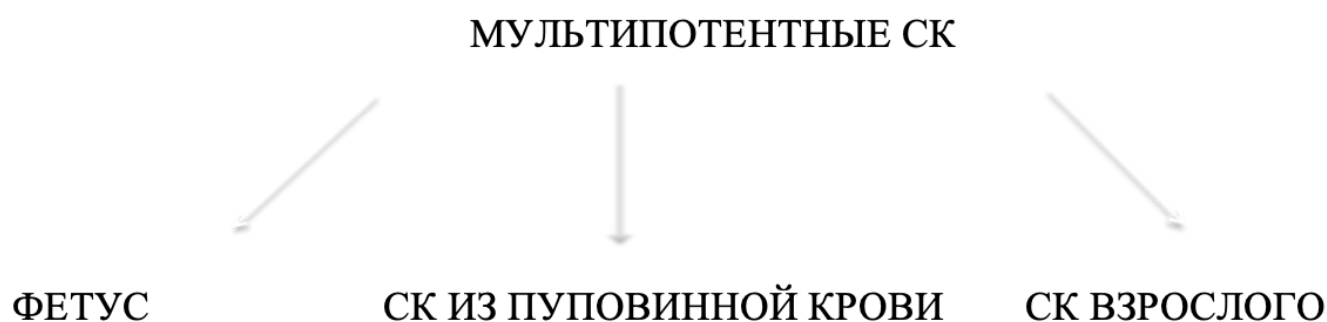 МУЛЬТИПОТЕНТНЫЕ СК
ФЕТУС СК ИЗ ПУПОВИННОЙ КРОВИ СК ВЗРОСЛОГО